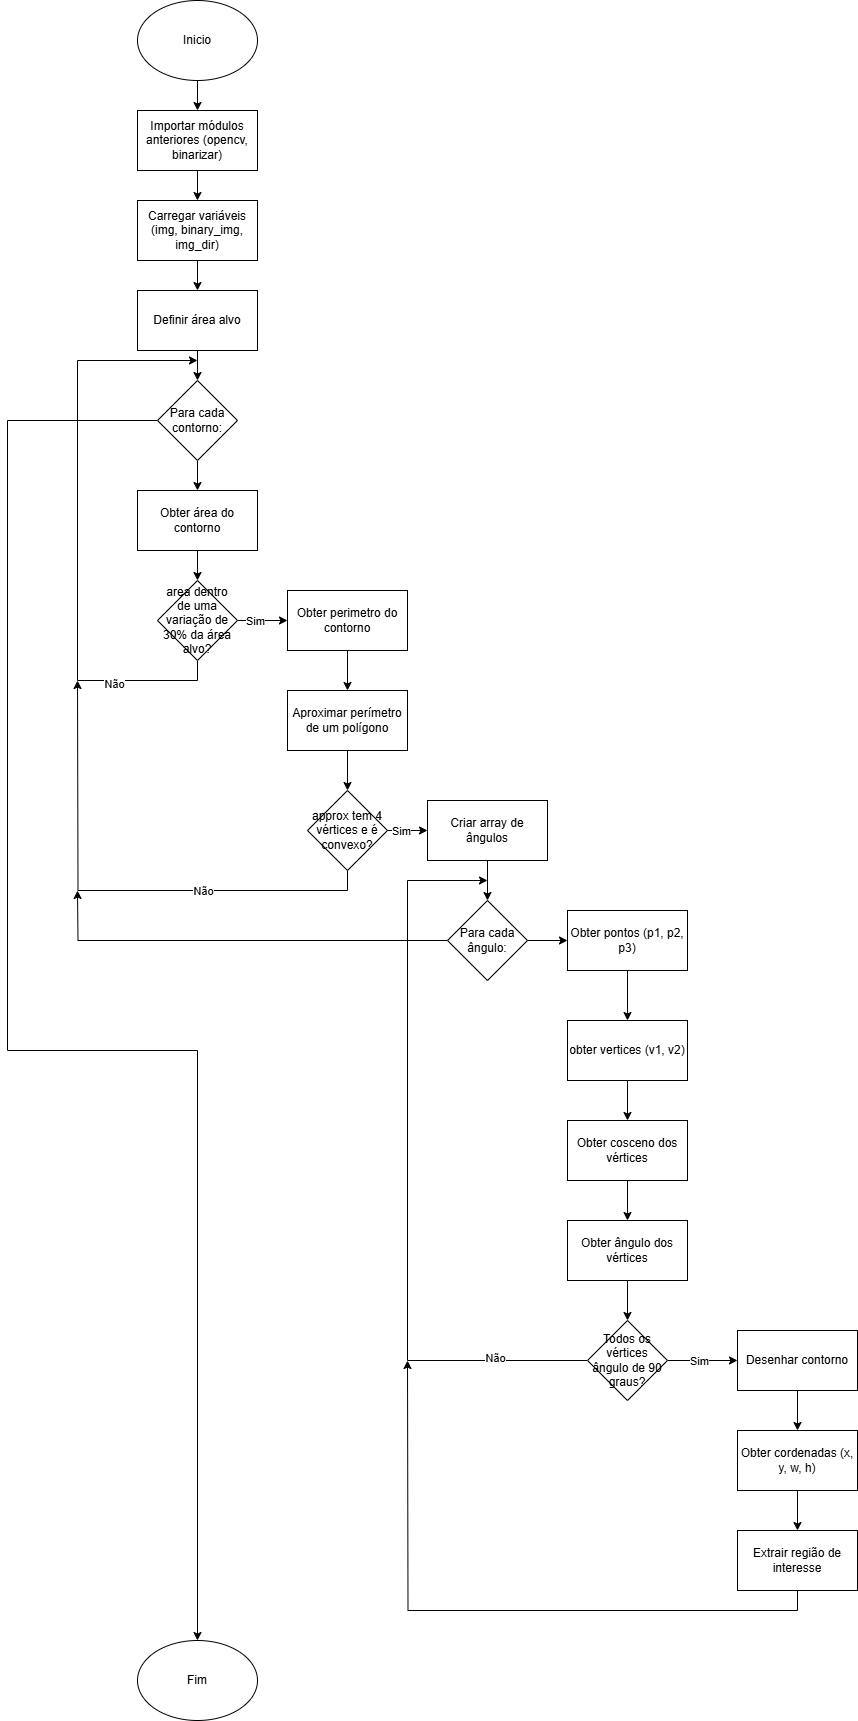 Inicio
Importar módulos
anteriores (opencv,
binarizar)
Carregar variáveis
(img, binary_img,
img_dir)
Definir área alvo
Para cada
contorno:
Obter área do
contorno
area dentro
de uma
variação de
30% da área
alvo?
Sim
Não
Obter perimetro do
contorno
Aproximar perímetro
de um polígono
approx tem 4
vértices e é
convexo?
Sim
Não
Criar array de
ângulos
Para cada
ângulo:
Obter pontos (p1, p2,
p3)
obter vertices (v1, v2)
Obter cosceno dos
vértices
Obter ângulo dos
vértices
Todos os
vértices
ângulo de 90
graus?
Não
Sim
Desenhar contorno
Obter cordenadas (x,
y, w, h)
Extrair região de
interesse
Fim